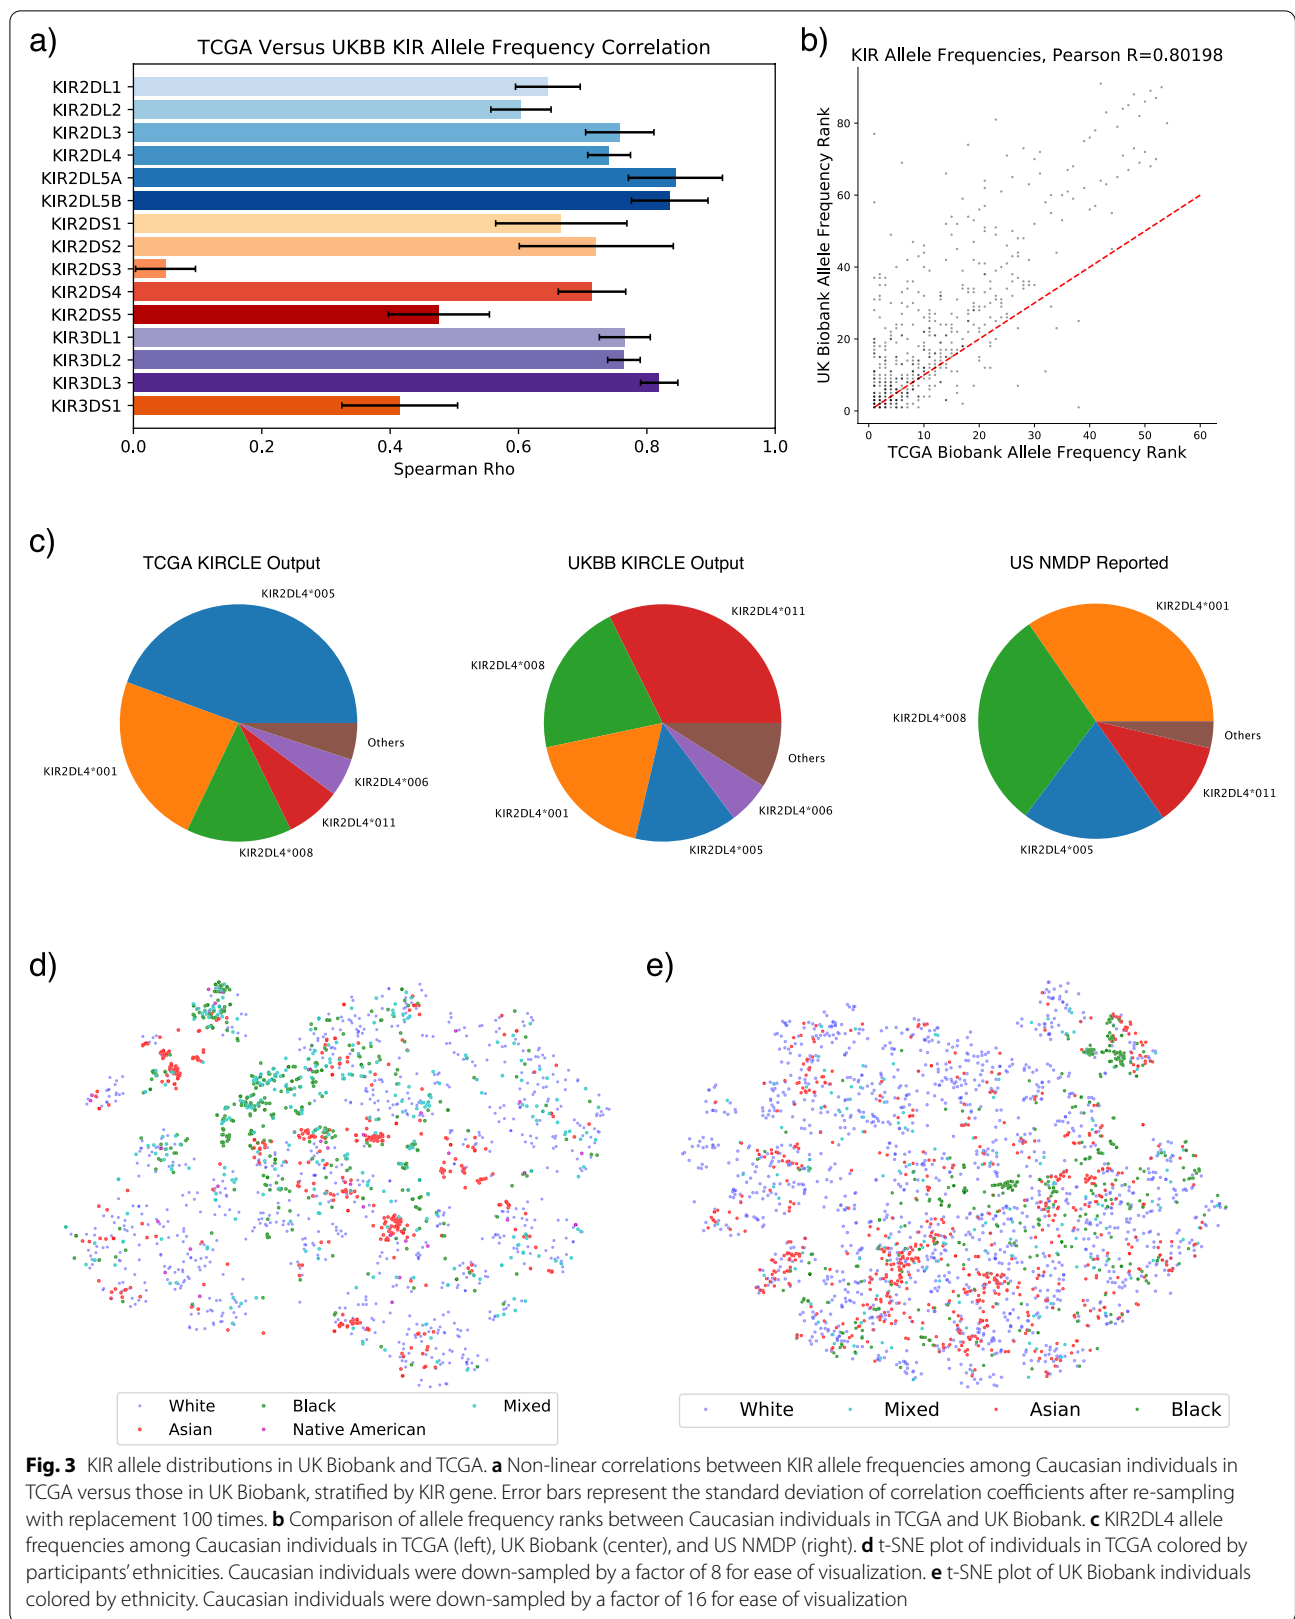 a)
TCGA Versus UKBB KIR Allele Frequency Correlation
KIR2DL1
KIR2DL2
KIR2DL3
KIR2DL4
KIR2DL5A
KIR2DL5B
KIR2DS1
KIR2DS2
KIR2DS3
KIR2DS4
KIR2DS5
KIR3DL1
KIR3DL2
KIR3DL3
KIR3DS1
0.0 0.2 0.4 0.6 0.8 1.0
Spearman Rho
b)
KIR Allele Frequencies, Pearson R=0.80198
UK Biobank Allele Frequency Rank
80
60
40
20
0
0 10 20 30 40 50 60
TCGA Biobank Allele Frequency Rank
c)
TCGA KIRCLE Output
KIR2DL4*005
KIR2DL4*001
KIR2DL4*008
KIR2DL4*011
KIR2DL4*006
Others
UKBB KIRCLE Output
KIR2DL4*011
KIR2DL4*008
KIR2DL4*001
KIR2DL4*005
KIR2DL4*006
Others
US NMDP Reported
KIR2DL4*001
KIR2DL4*008
KIR2DL4*005
KIR2DL4*011
Others
d)
White Black Mixed
Asian Native American
e)
White Mixed Asian Black
Fig. 3 KIR allele distributions in UK Biobank and TCGA. a Non-linear correlations between KIR allele frequencies among Caucasian individuals in
TCGA versus those in UK Biobank, stratified by KIR gene. Error bars represent the standard deviation of correlation coefficients after re-sampling
with replacement 100 times. b Comparison of allele frequency ranks between Caucasian individuals in TCGA and UK Biobank. c KIR2DL4 allele
frequencies among Caucasian individuals in TCGA (left), UK Biobank (center), and US NMDP (right). d t-SNE plot of individuals in TCGA colored by
participants' ethnicities. Caucasian individuals were down-sampled by a factor of 8 for ease of visualization. e t-SNE plot of UK Biobank individuals
colored by ethnicity. Caucasian individuals were down-sampled by a factor of 16 for ease of visualization